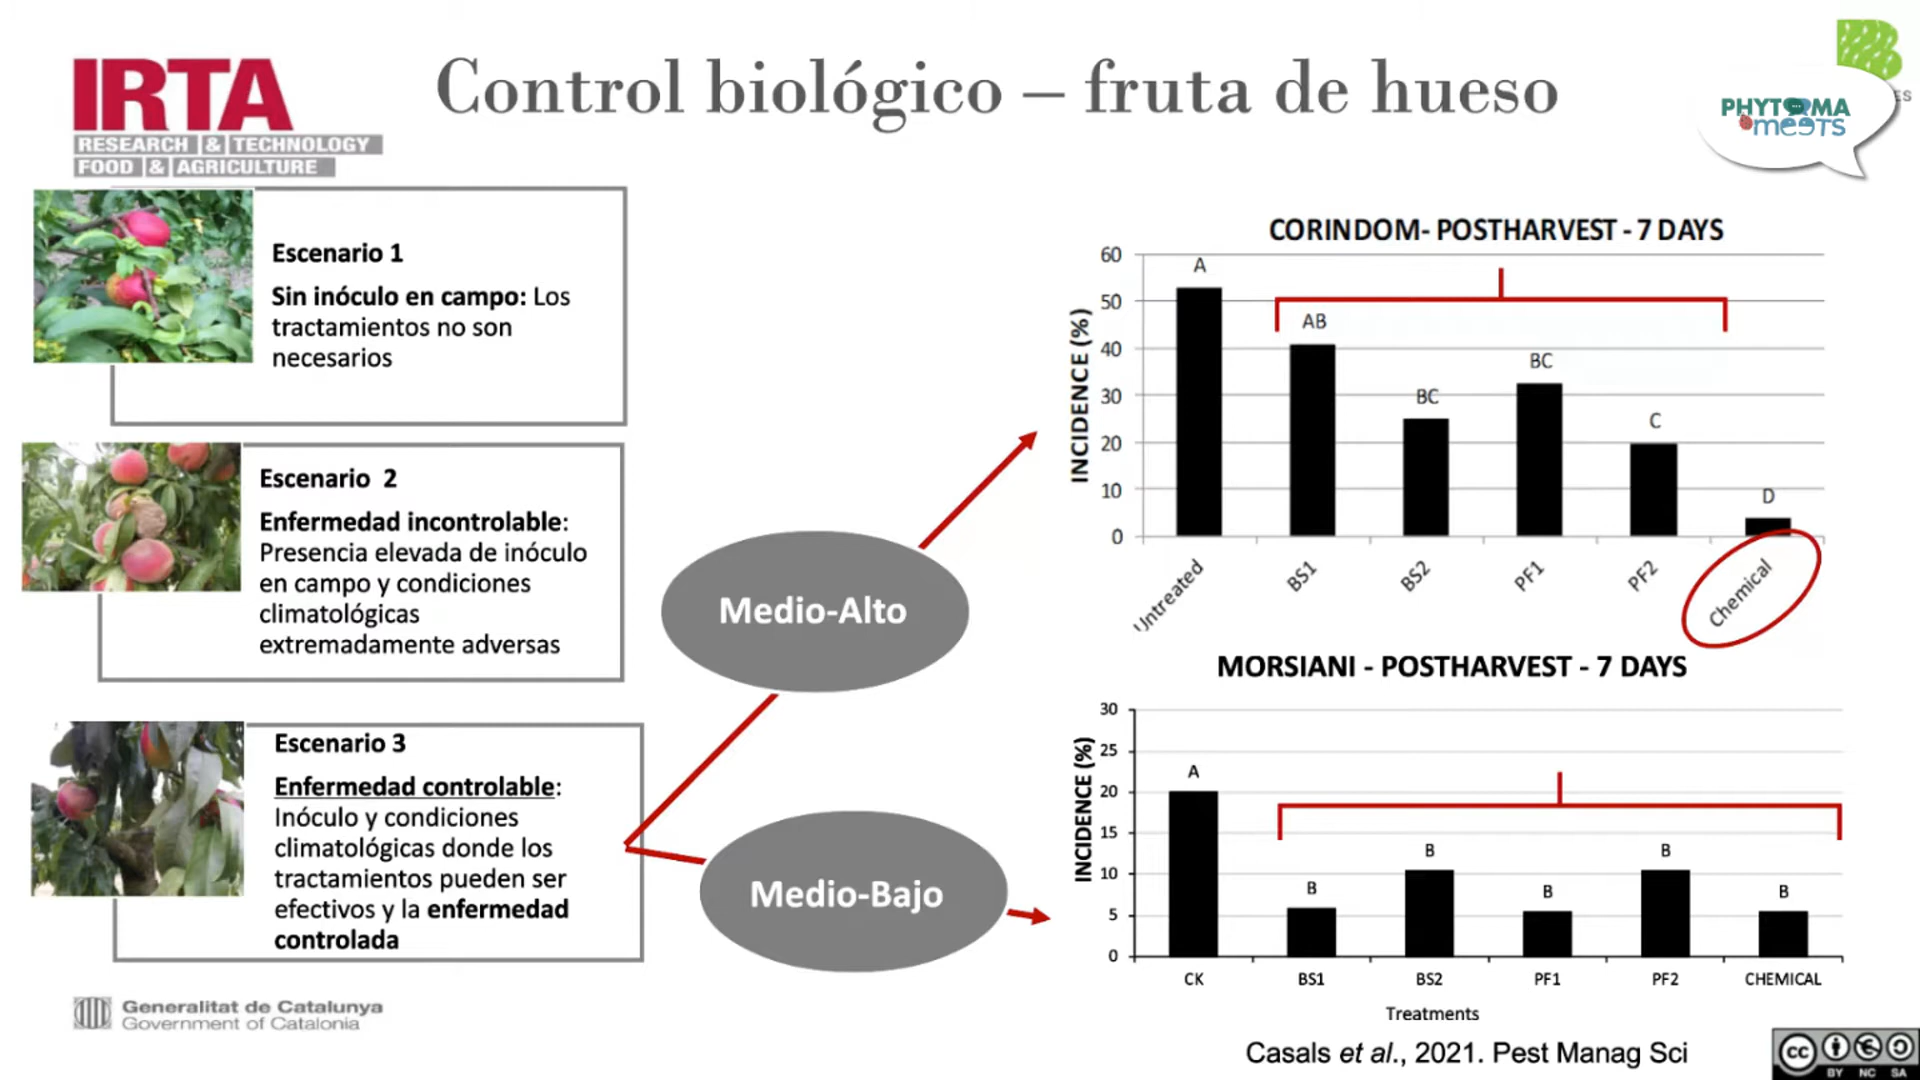 IRTA
RESEARCH & TECHNOLOGY
FOOD & AGRICULTURE
Control biológico – fruta de hueso
PHYTOMA
meets
ES
Escenario 1
Sin inóculo en campo: Los
tractamientos no son
necesarios
Escenario 2
Enfermedad incontrolable:
Presencia elevada de inóculo
en campo y condiciones
climatológicas
extremadamente adversas
Escenario 3
Enfermedad controlable:
Inóculo y condiciones
climatológicas donde los
tractamientos pueden ser
efectivos y la enfermedad
controlada
Medio-Alto
Medio-Bajo
CORINDOM- POSTHARVEST - 7 DAYS
INCIDENCE (%)
60
50
40
30
20
10
0
A
AB
BC
BC
C
D
Untreated
BS1
BS2
PF1
PF2
Chemical
MORSIANI - POSTHARVEST - 7 DAYS
INCIDENCE (%)
30
25
20
15
10
5
0
A
B
B
B
B
B
CK
BS1
BS2
PF1
PF2
CHEMICAL
Treatments
Generalitat de Catalunya
Government of Catalonia
Casals et al., 2021. Pest Manag Sci
cc
BY NC SA